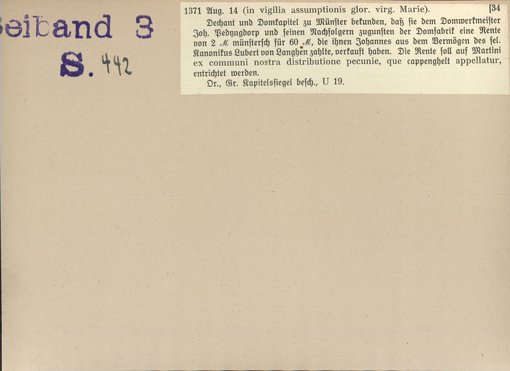 Beiband 3
S. 442
1371 Aug. 14 (in vigilia assumptionis glor. virg. Marie). [34
Dechant und Domkapitel zu Münster bekunden, daß sie dem Domwerkmeister
Joh. Pedyngdorp und seinen Nachfolgern zugunsten der Domfabrik eine Rente
von 2 ℳ münstersch für 60 ℳ, die ihnen Johannes aus dem Vermögen des sel.
Kanonikus Lubert von Langhen zahlte, verkauft haben. Die Rente soll auf Martini
ex communi nostra distributione pecunie, que cappenghelt appellatur,
entrichtet werden.
Or., Gr. Kapitelssiegel besch., U 19.